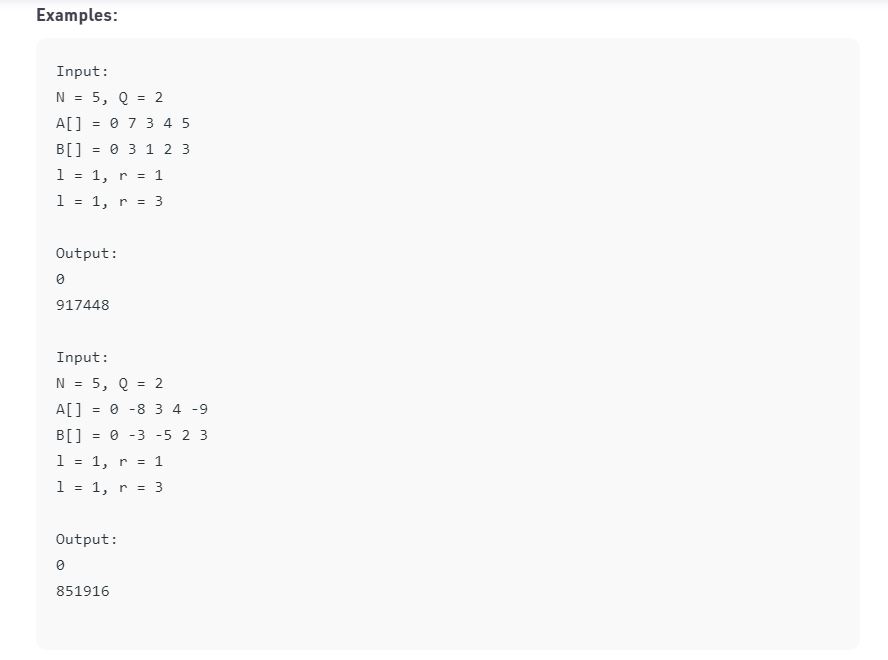 Examples:
Input:
N = 5, Q = 2
A[] = 0 7 3 4 5
B[] = 0 3 1 2 3
l = 1, r = 1
l = 1, r = 3
Output:
0
917448
Input:
N = 5, Q = 2
A[] = 0 -8 3 4 -9
B[] = 0 -3 -5 2 3
l = 1, r = 1
l = 1, r = 3
Output:
0
851916